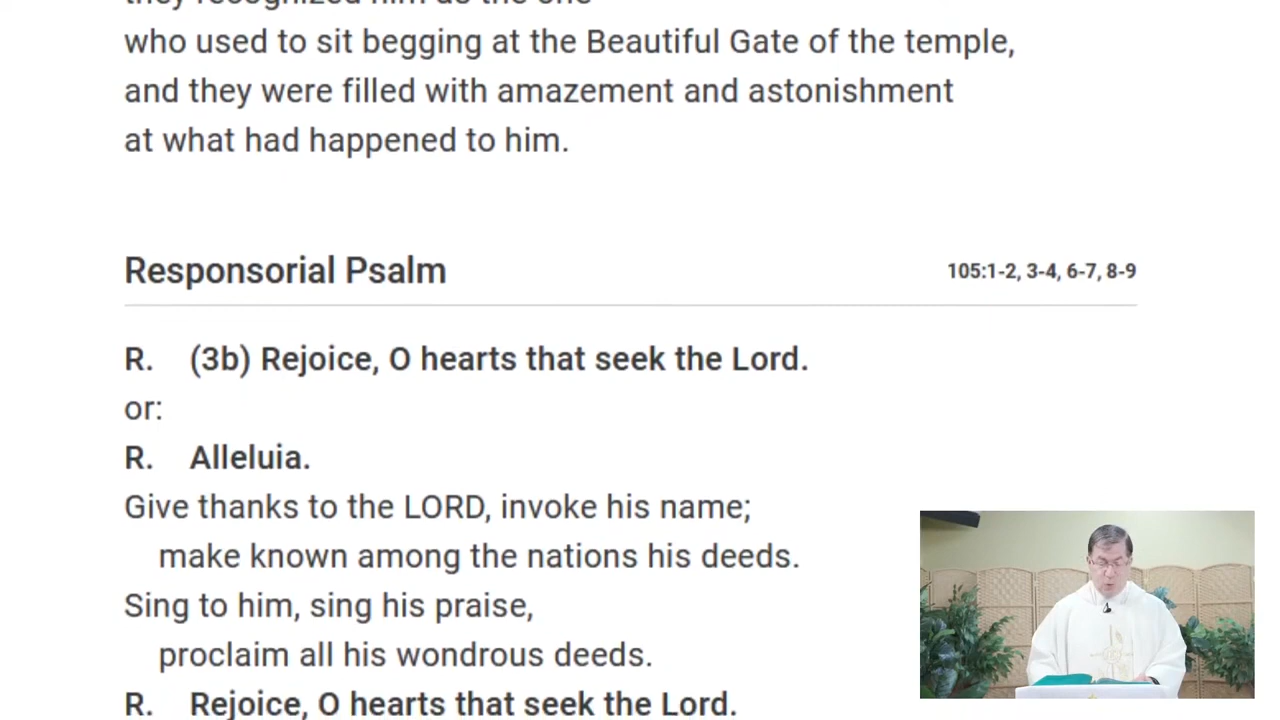 who used to sit begging at the Beautiful Gate of the temple,
and they were filled with amazement and astonishment
at what had happened to him.
Responsorial Psalm 105:1-2, 3-4, 6-7, 8-9
R. (3b) Rejoice, O hearts that seek the Lord.
or:
R. Alleluia.
Give thanks to the LORD, invoke his name;
make known among the nations his deeds.
Sing to him, sing his praise,
proclaim all his wondrous deeds.
R. Rejoice, O hearts that seek the Lord.